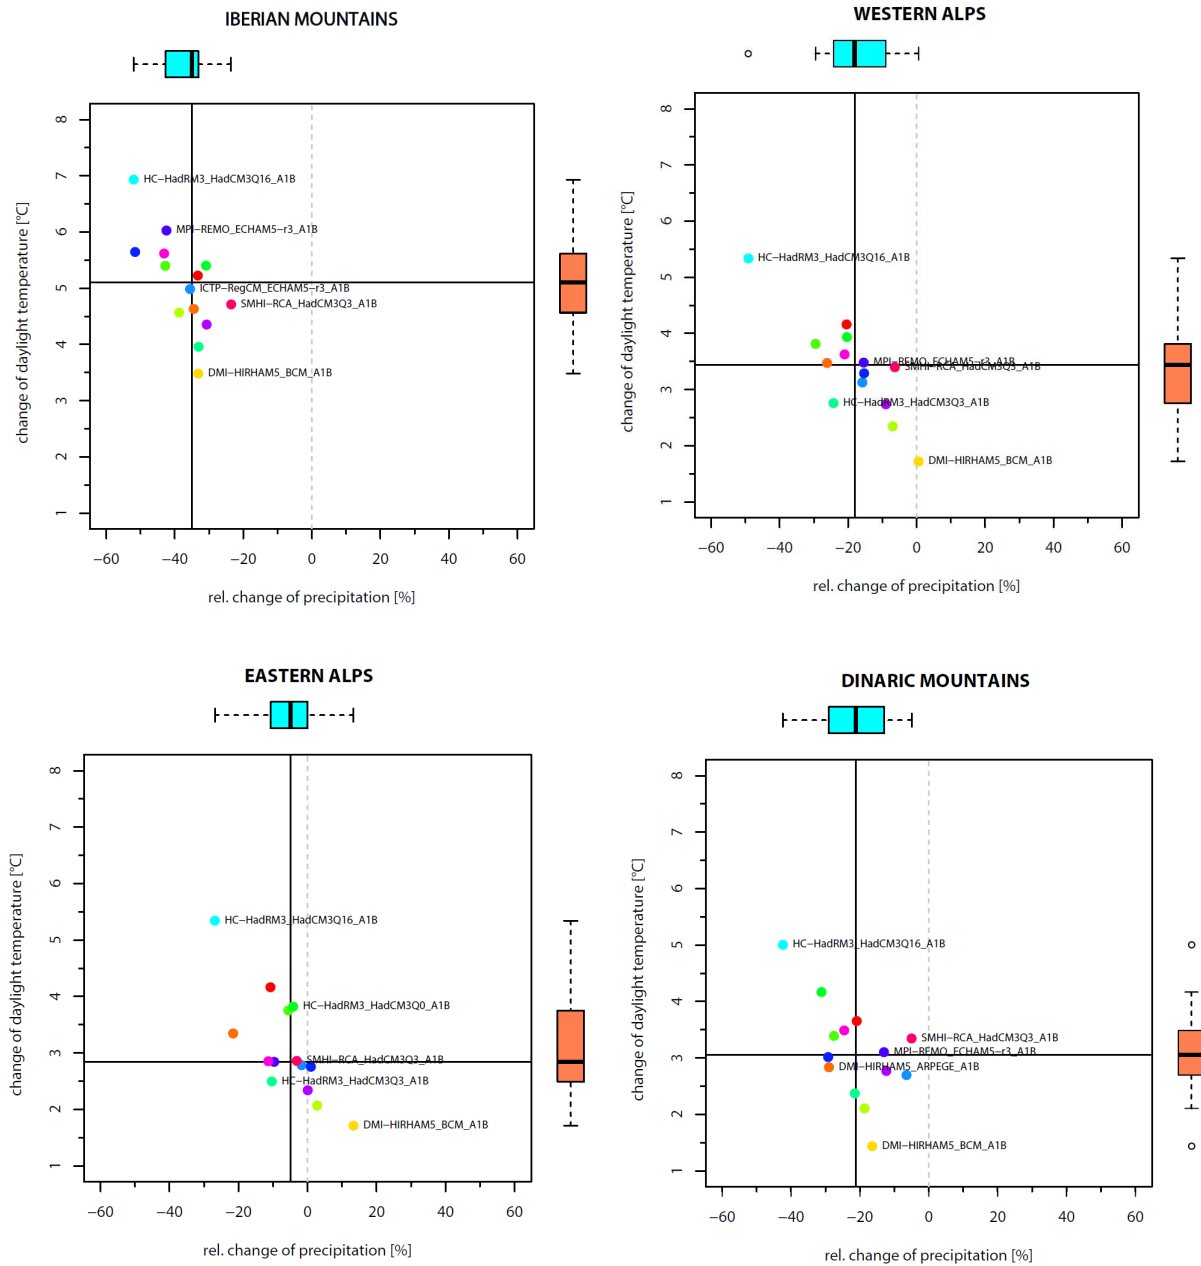 IBERIAN MOUNTAINS
8
7
6
5
4
3
2
1
change of daylight temperature [°C]
HC−HadRM3_HadCM3Q16_A1B
MPI−REMO_ECHAM5−r3_A1B
ICTP−RegCM_ECHAM5−r3_A1B
SMHI−RCA_HadCM3Q3_A1B
DMI−HIRHAM5_BCM_A1B
−60 −40 −20 0 20 40 60
rel. change of precipitation [%]
WESTERN ALPS
8
7
6
5
4
3
2
1
change of daylight temperature [°C]
HC−HadRM3_HadCM3Q16_A1B
MPI−REMO_ECHAM5−r3_A1B
SMHI−RCA_HadCM3Q3_A1B
HC−HadRM3_HadCM3Q3_A1B
DMI−HIRHAM5_BCM_A1B
−60 −40 −20 0 20 40 60
rel. change of precipitation [%]
EASTERN ALPS
8
7
6
5
4
3
2
1
change of daylight temperature [°C]
HC−HadRM3_HadCM3Q16_A1B
HC−HadRM3_HadCM3Q0_A1B
SMHI−RCA_HadCM3Q3_A1B
HC−HadRM3_HadCM3Q3_A1B
DMI−HIRHAM5_BCM_A1B
−60 −40 −20 0 20 40 60
rel. change of precipitation [%]
DINARIC MOUNTAINS
8
7
6
5
4
3
2
1
change of daylight temperature [°C]
HC−HadRM3_HadCM3Q16_A1B
SMHI−RCA_HadCM3Q3_A1B
MPI−REMO_ECHAM5−r3_A1B
DMI−HIRHAM5_ARPEGE_A1B
DMI−HIRHAM5_BCM_A1B
−60 −40 −20 0 20 40 60
rel. change of precipitation [%]